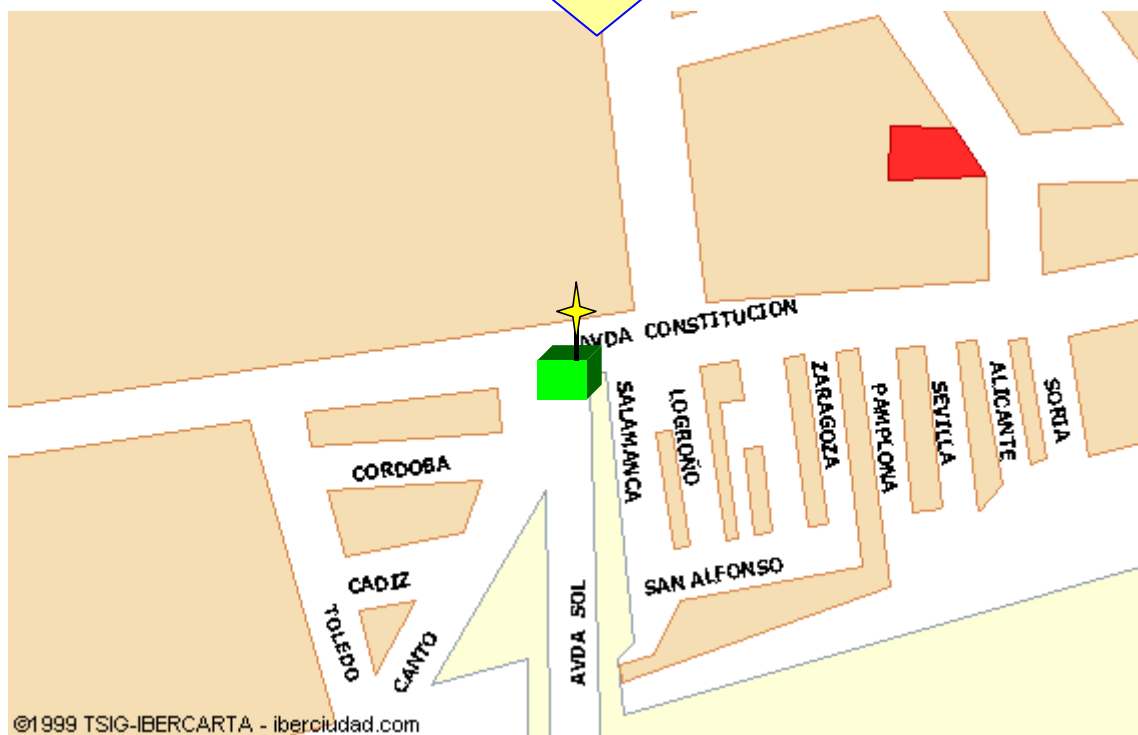 AVDA CONSTITUCION
SALAMANCA
LOGROÑO
ZARAGOZA
PAMPLONA
SEVILLA
ALICANTE
SORIA
CORDOBA
CADIZ
SAN ALFONSO
TOLEDO
CANTO
AVDA SOL
©1999 TSIG-IBERCARTA - iberciudad.com